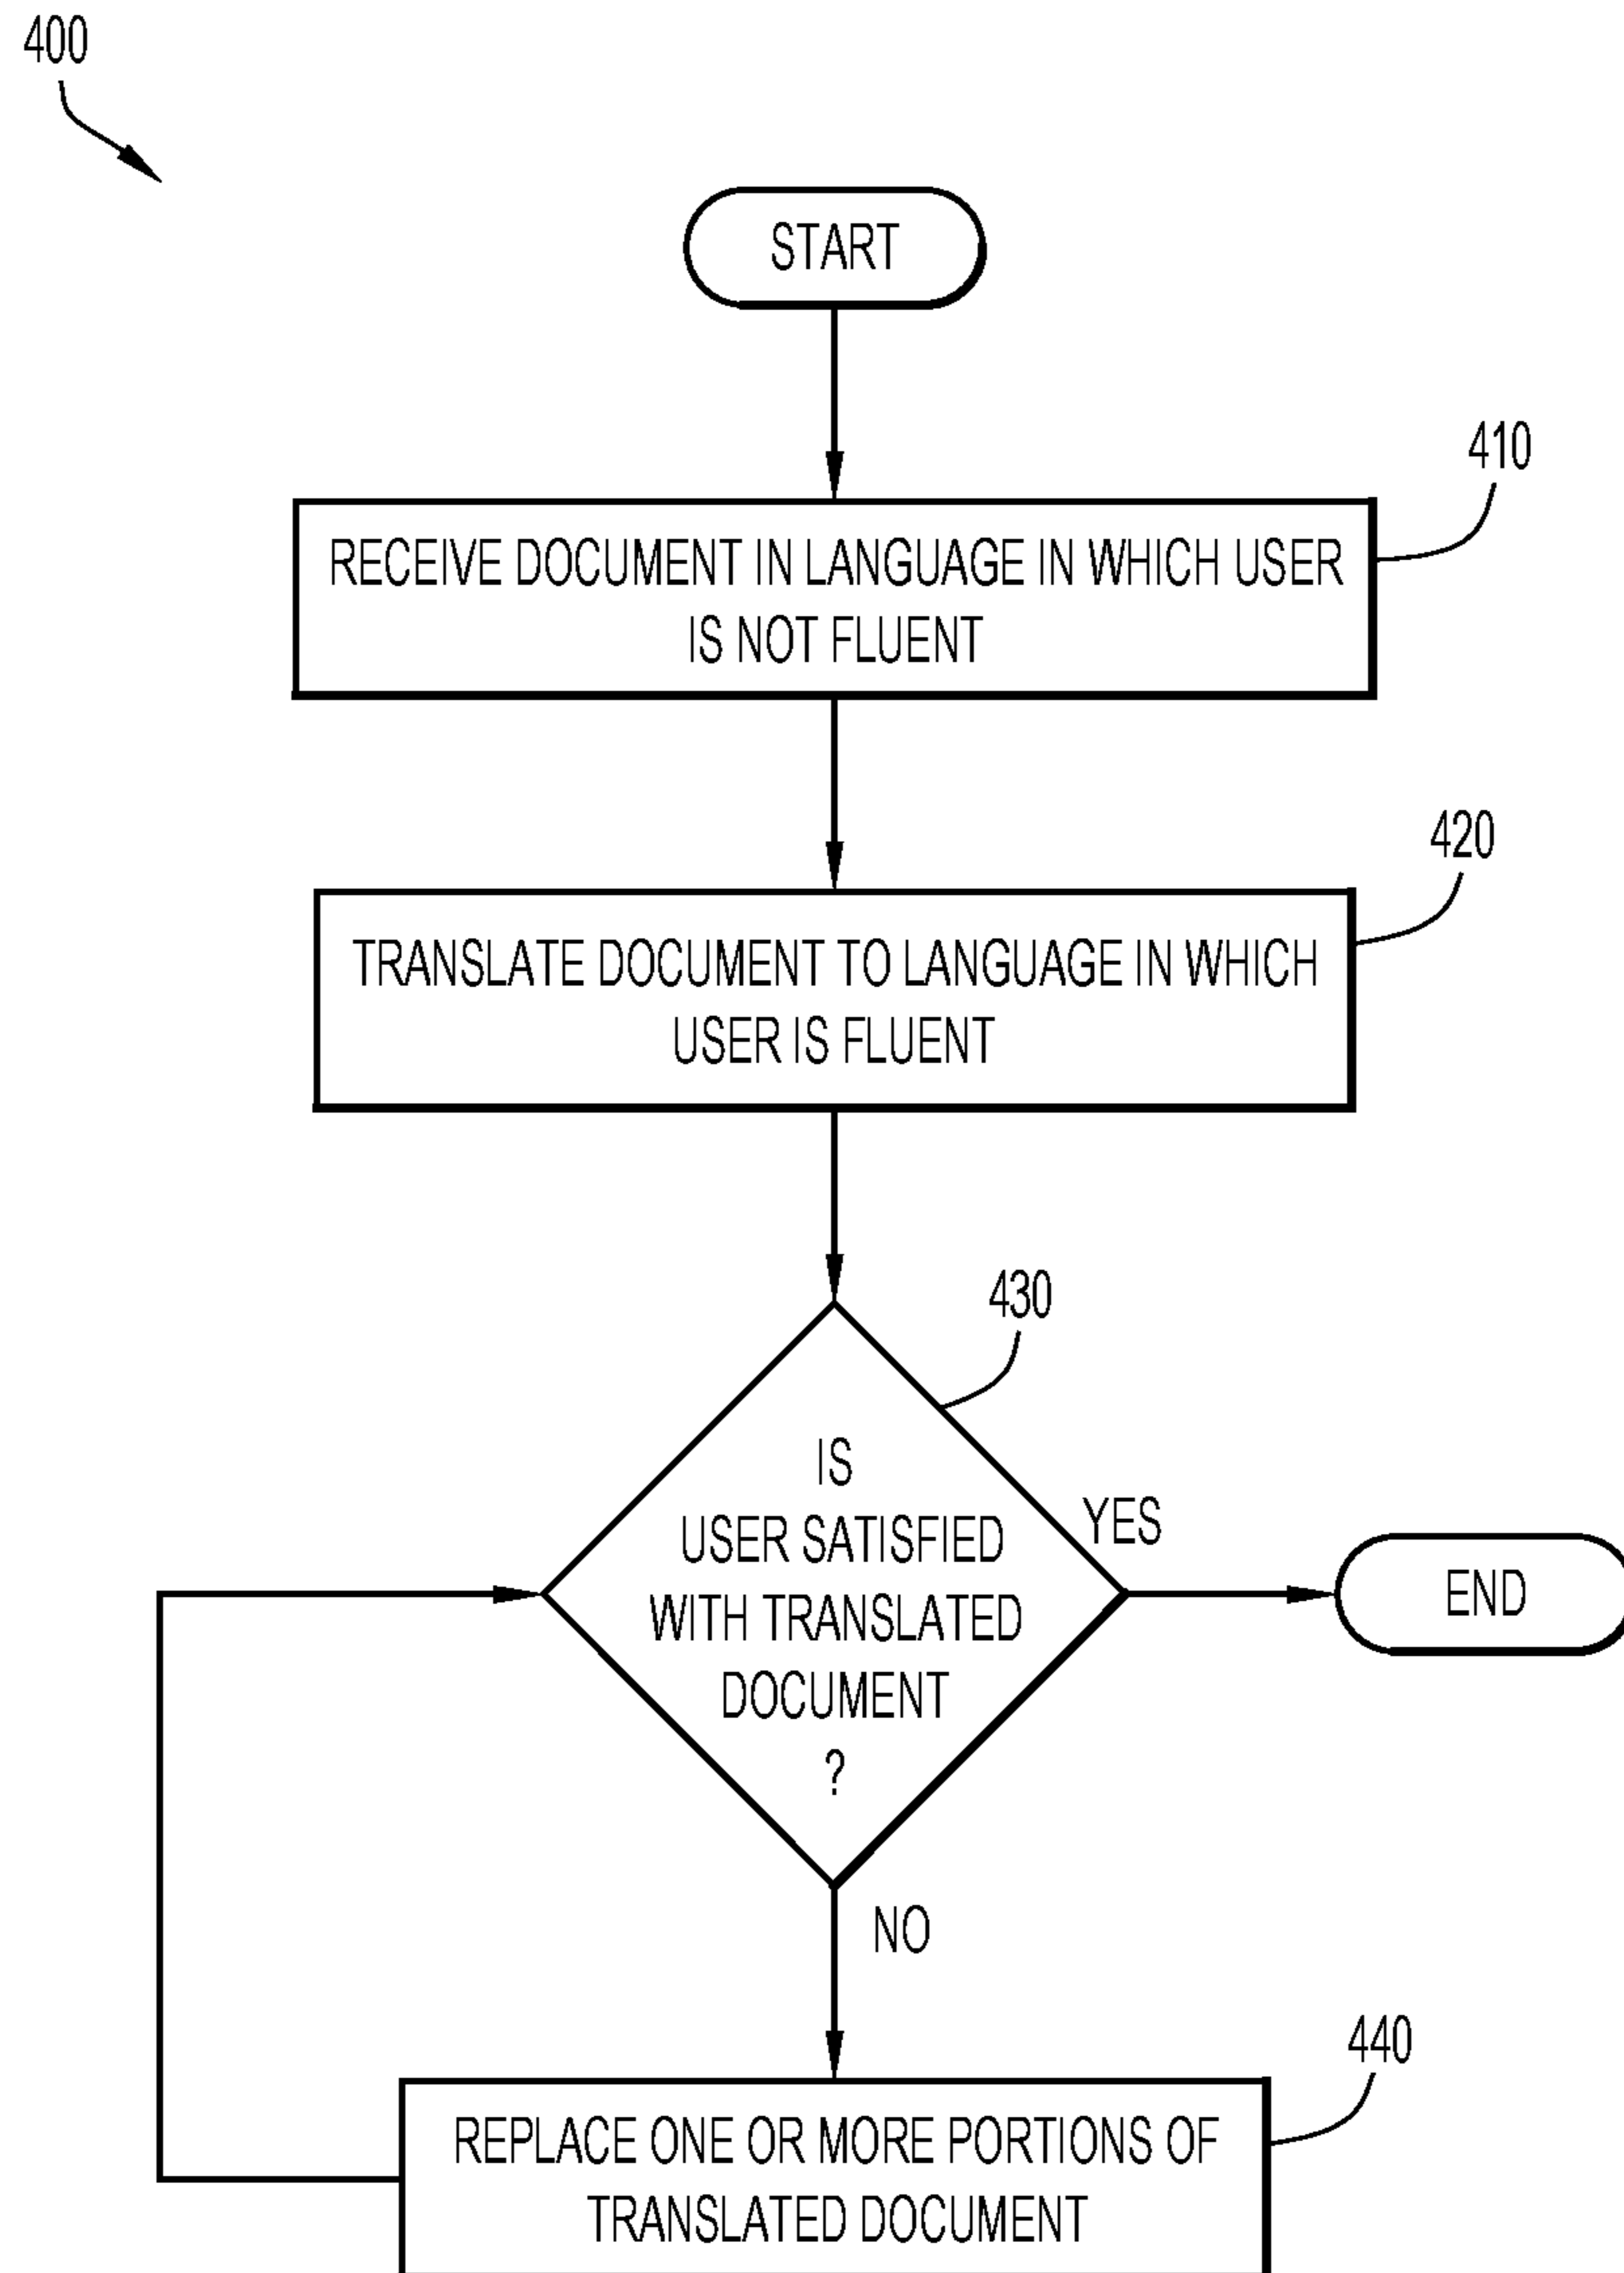 400
START
410
RECEIVE DOCUMENT IN LANGUAGE IN WHICH USER
IS NOT FLUENT
420
TRANSLATE DOCUMENT TO LANGUAGE IN WHICH
USER IS FLUENT
430
IS
USER SATISFIED
WITH TRANSLATED
DOCUMENT
?
YES
END
NO
440
REPLACE ONE OR MORE PORTIONS OF
TRANSLATED DOCUMENT